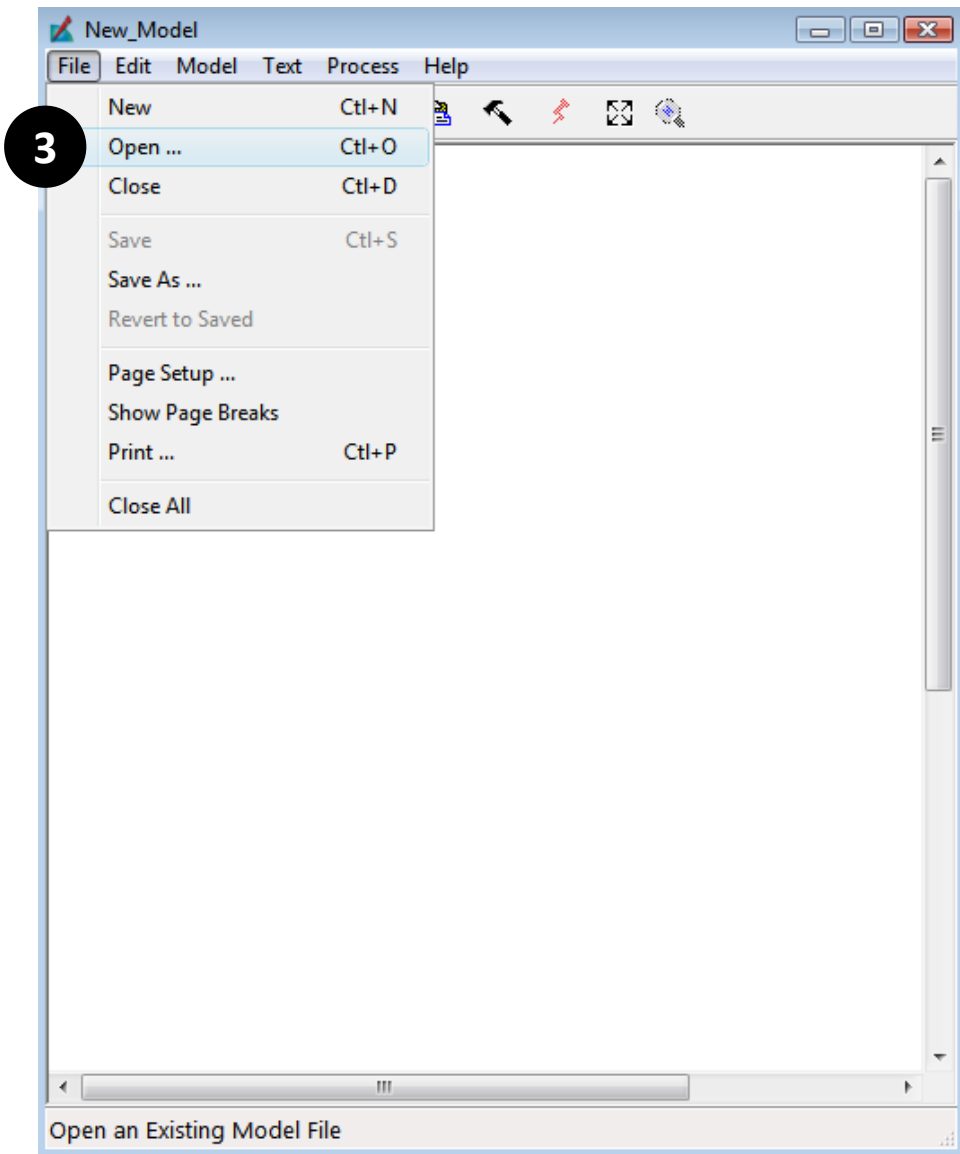 New_Model
File Edit Model Text Process Help
New Ctl+N
3
Open ... Ctl+O
Close Ctl+D
Save Ctl+S
Save As ...
Revert to Saved
Page Setup ...
Show Page Breaks
Print ... Ctl+P
Close All
Open an Existing Model File